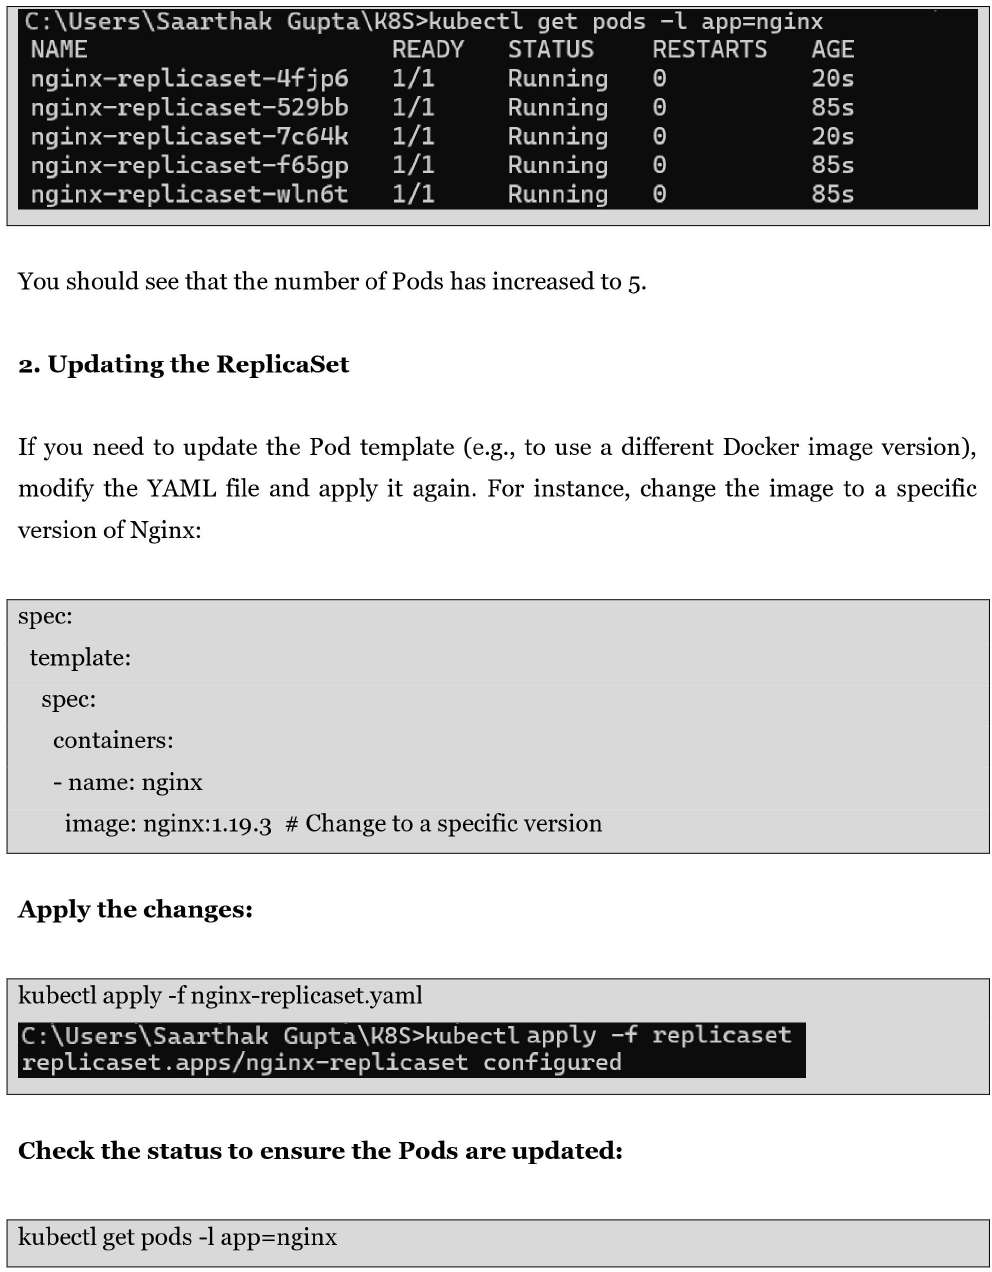 C:\Users\Saarthak Gupta\K8S>kubectl get pods -l app=nginx
NAME READY STATUS RESTARTS AGE
nginx-replicaset-4fjp6 1/1 Running 0 20s
nginx-replicaset-529bb 1/1 Running 0 85s
nginx-replicaset-7c64k 1/1 Running 0 20s
nginx-replicaset-f65gp 1/1 Running 0 85s
nginx-replicaset-wln6t 1/1 Running 0 85s
You should see that the number of Pods has increased to 5.
2. Updating the ReplicaSet
If you need to update the Pod template (e.g., to use a different Docker image version),
modify the YAML file and apply it again. For instance, change the image to a specific
version of Nginx:
spec:
  template:
    spec:
      containers:
      - name: nginx
        image: nginx:1.19.3  # Change to a specific version
Apply the changes:
kubectl apply -f nginx-replicaset.yaml
C:\Users\Saarthak Gupta\K8S>kubectl apply -f replicaset
replicaset.apps/nginx-replicaset configured
Check the status to ensure the Pods are updated:
kubectl get pods -l app=nginx